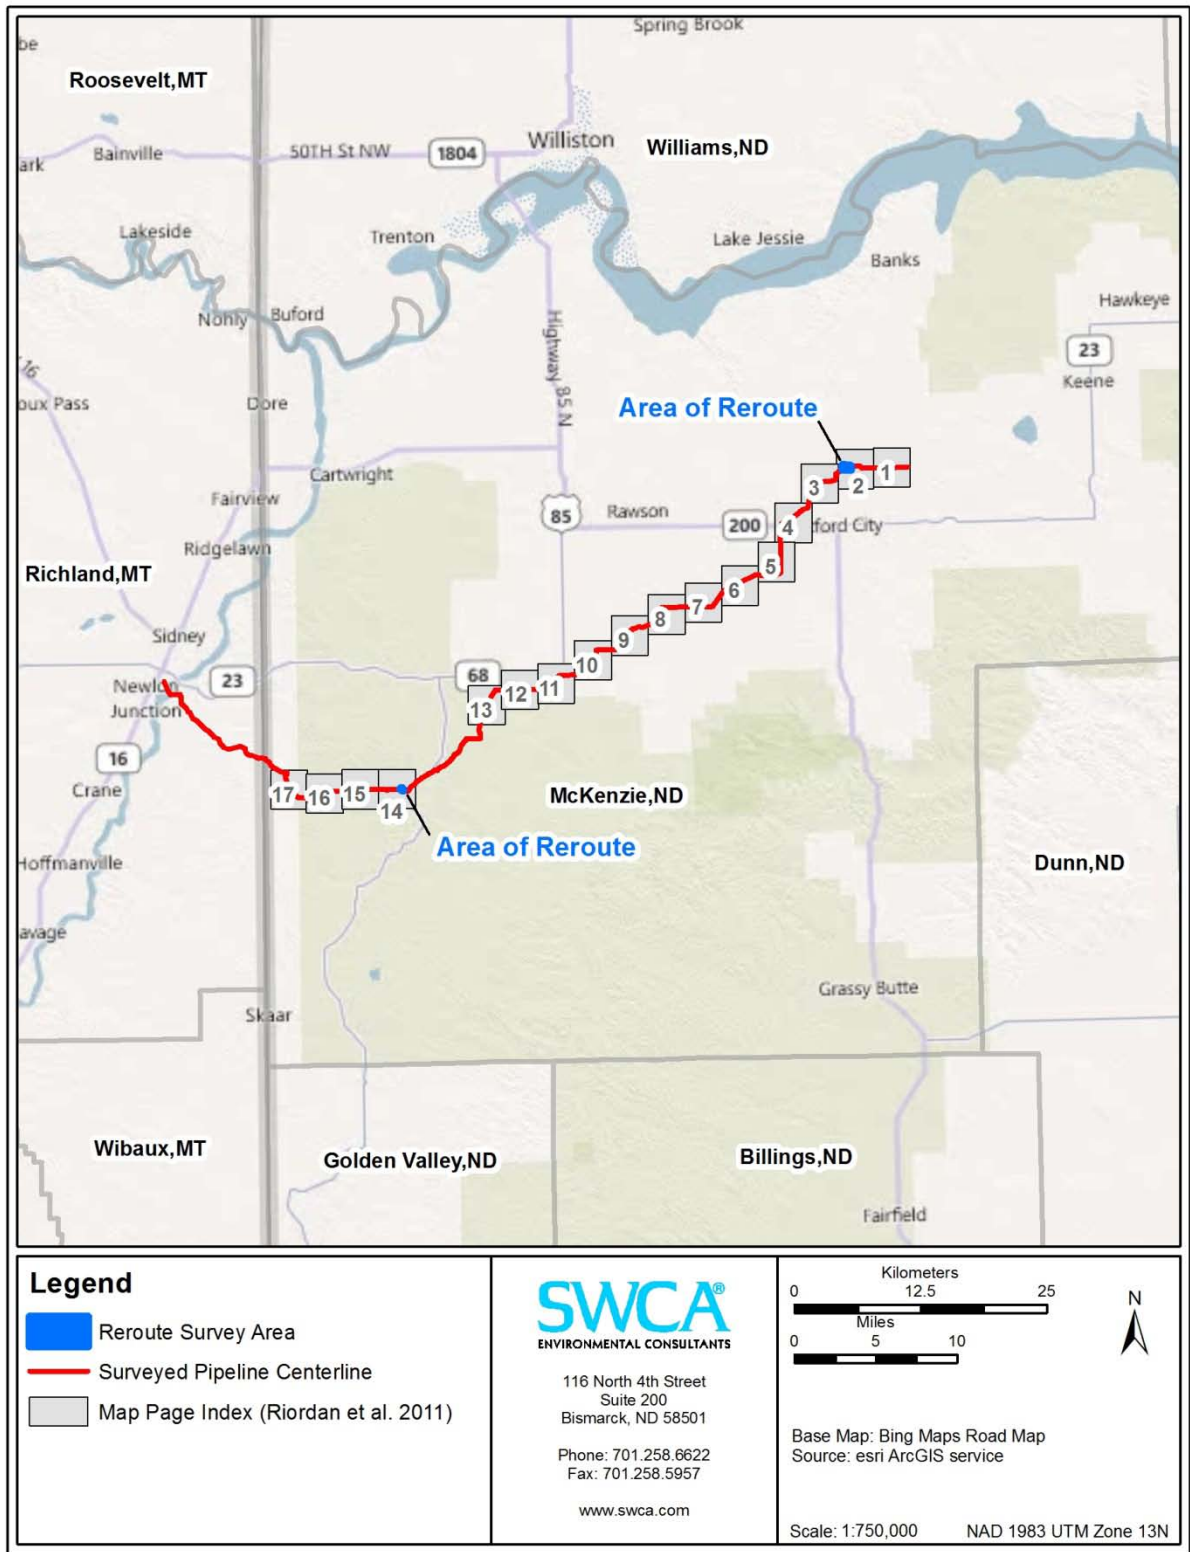 Spring Brook
be
Roosevelt,MT
Williston
Williams,ND
50TH St NW
1804
Bainville
ark
Lakeside
Trenton
Lake Jessie
Banks
Hawkeye
Nohly
Buford
Highway 85 N
23
Keene
16
oux Pass
Dore
Area of Reroute
Cartwright
1
2
3
Fairview
85
Rawson
200
4
ford City
Ridgelawn
5
Richland,MT
6
7
8
Sidney
9
10
68
11
12
13
23
Newlon
Junction
16
Crane
17
16
15
14
McKenzie,ND
Area of Reroute
Hoffmanville
Dunn,ND
avage
Grassy Butte
Skaar
Wibaux,MT
Golden Valley,ND
Billings,ND
Fairfield
Legend
Reroute Survey Area
Surveyed Pipeline Centerline
Map Page Index (Riordan et al. 2011)
SWCA®
ENVIRONMENTAL CONSULTANTS
116 North 4th Street
Suite 200
Bismarck, ND 58501
Phone: 701.258.6622
Fax: 701.258.5957
www.swca.com
Kilometers
0 12.5 25
Miles
0 5 10
N
Base Map: Bing Maps Road Map
Source: esri ArcGIS service
Scale: 1:750,000 NAD 1983 UTM Zone 13N